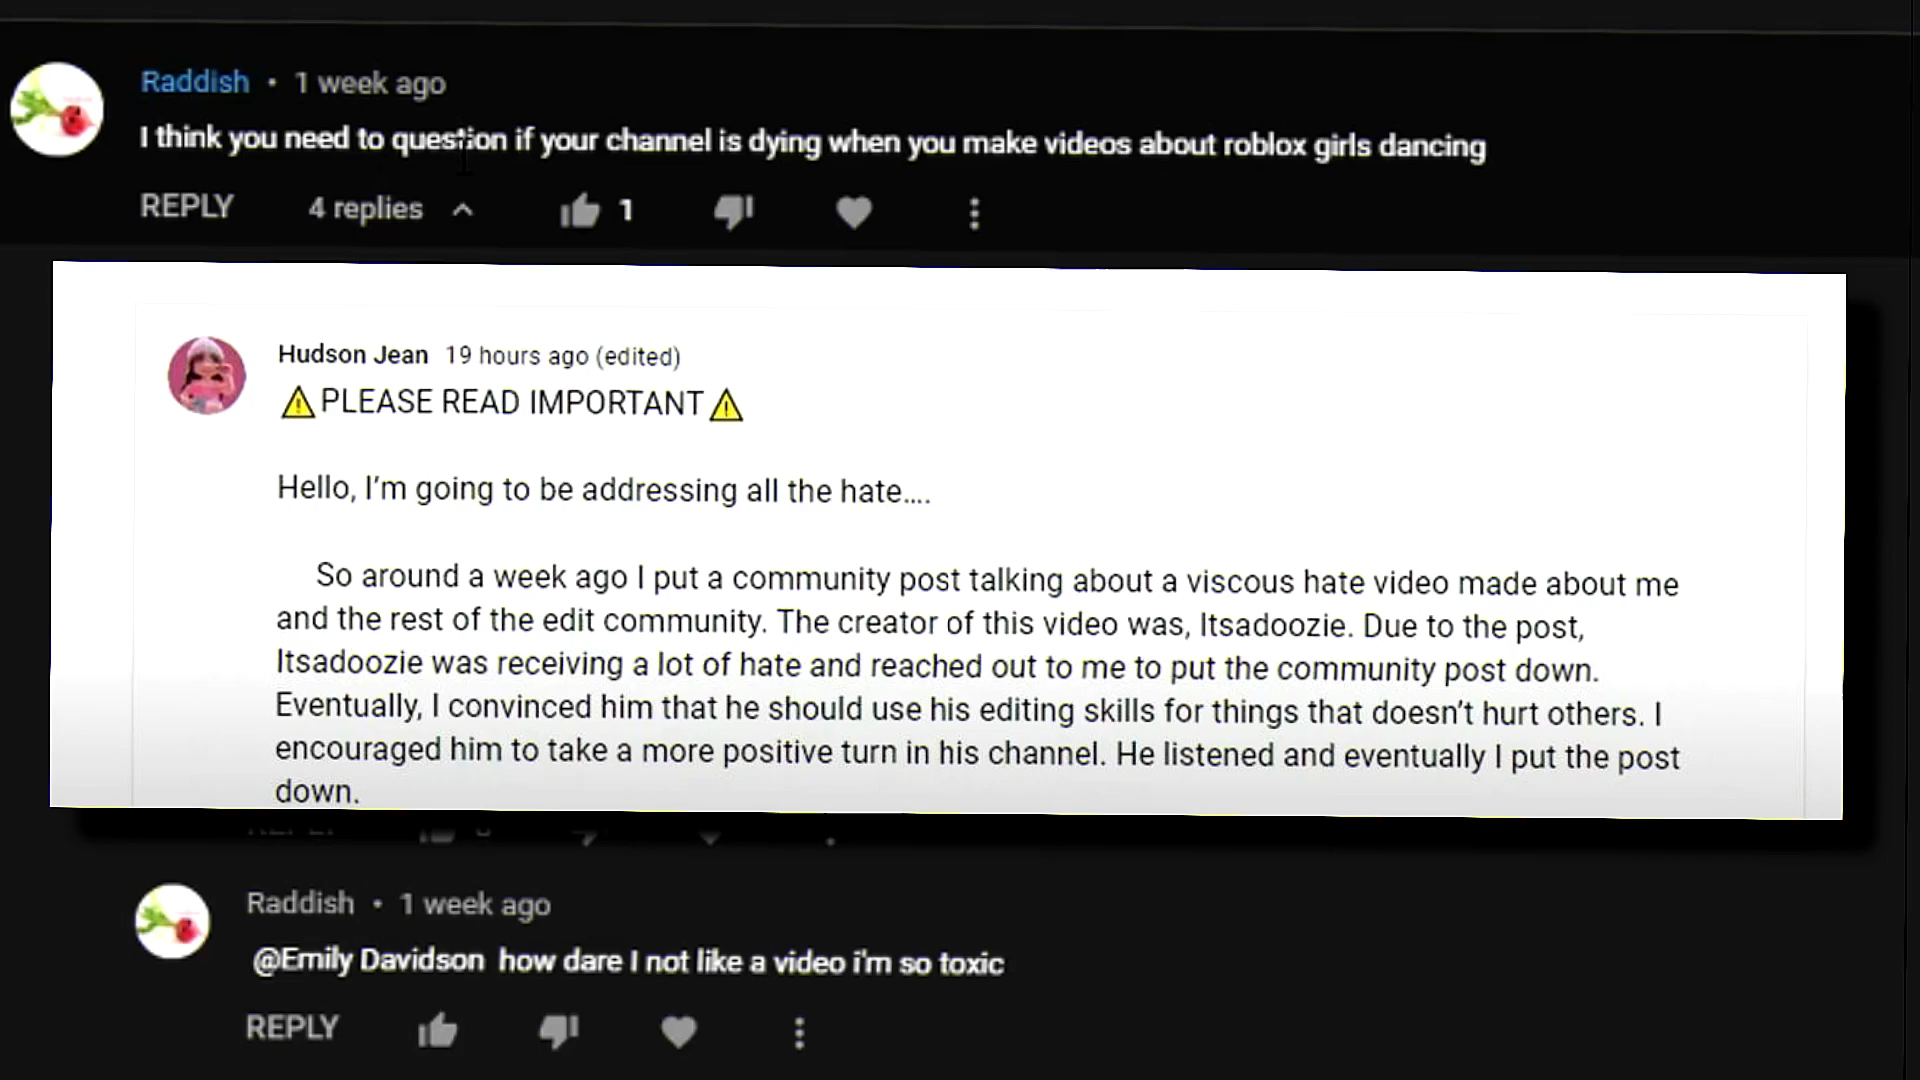 Raddish • 1 week ago
I think you need to question if your channel is dying when you make videos about roblox girls dancing
REPLY 4 replies 1
Hudson Jean 19 hours ago (edited)
⚠PLEASE READ IMPORTANT⚠
Hello, I'm going to be addressing all the hate....
So around a week ago I put a community post talking about a viscous hate video made about me
and the rest of the edit community. The creator of this video was, Itsadoozie. Due to the post,
Itsadoozie was receiving a lot of hate and reached out to me to put the community post down.
Eventually, I convinced him that he should use his editing skills for things that doesn't hurt others. I
encouraged him to take a more positive turn in his channel. He listened and eventually I put the post
down.
Raddish • 1 week ago
@Emily Davidson how dare I not like a video i'm so toxic
REPLY